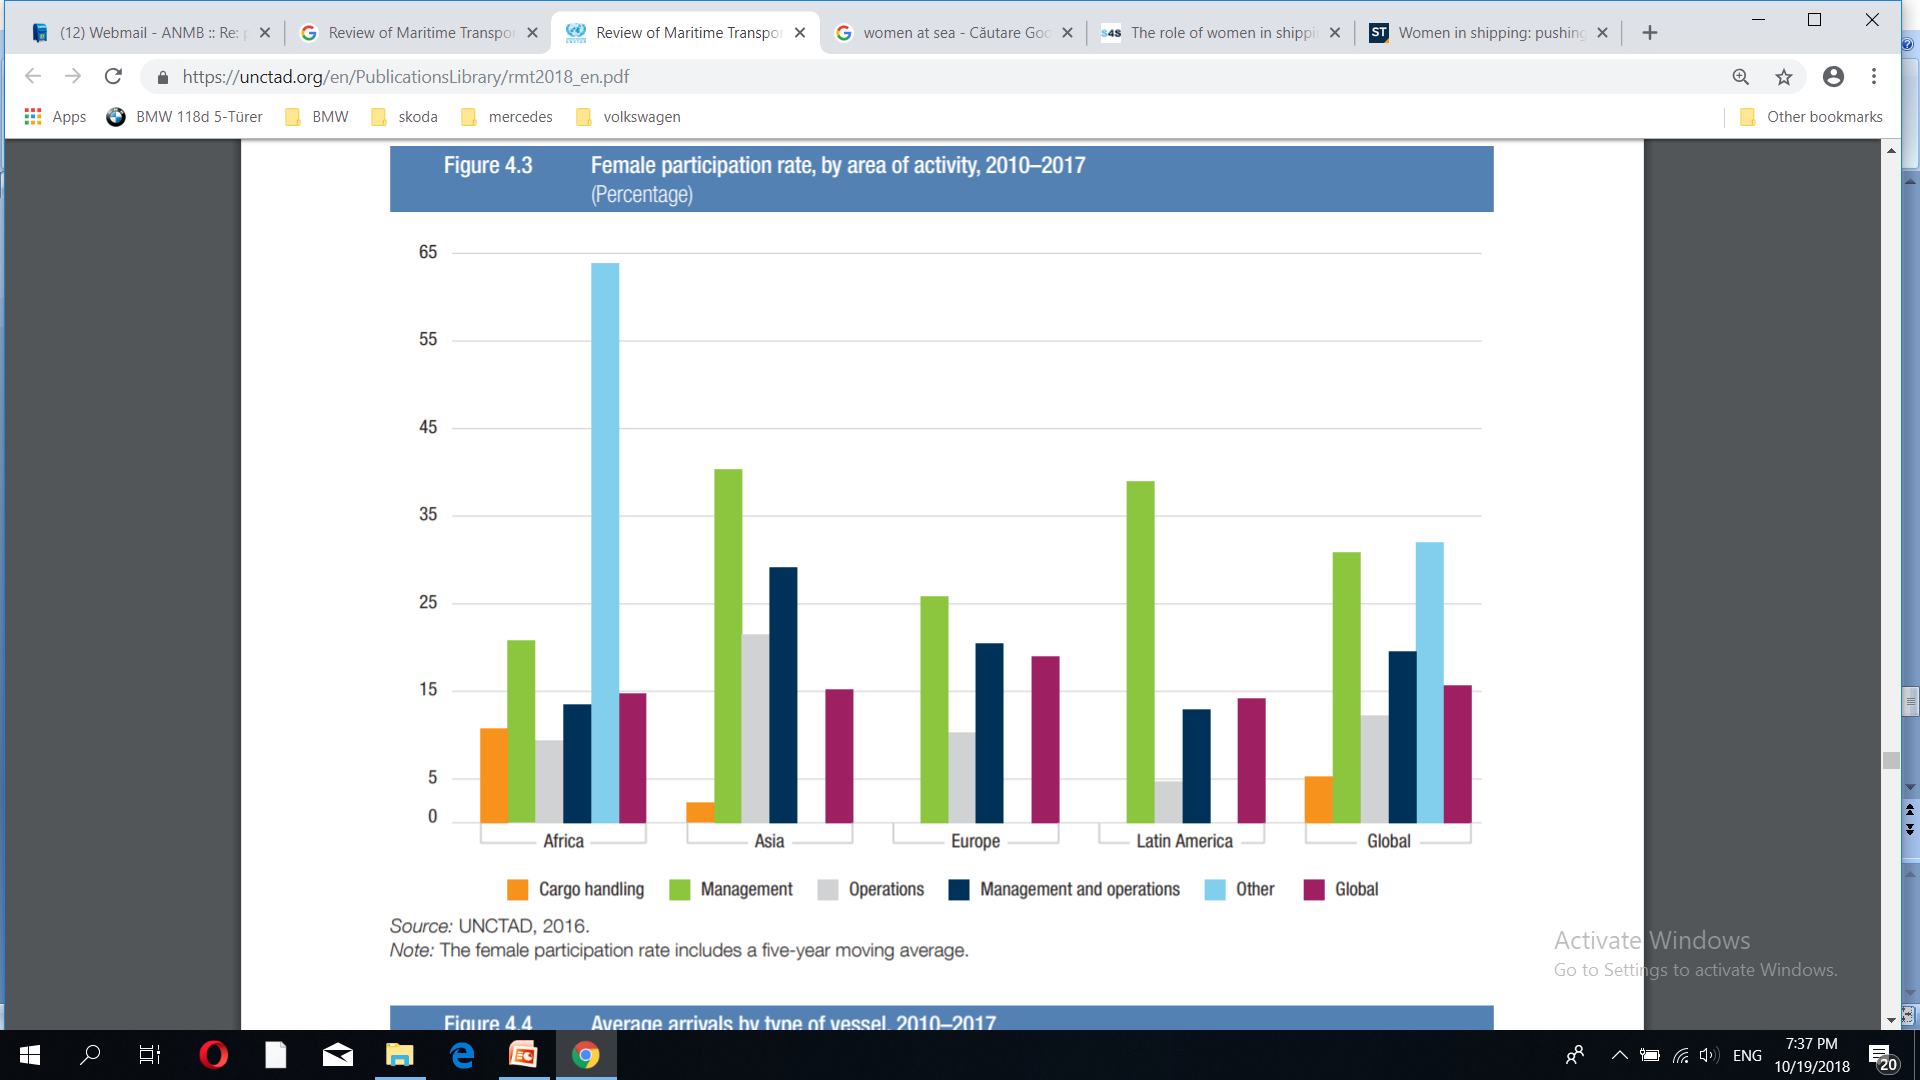 (12) Webmail - ANMB :: Re:
Review of Maritime Transpo
Review of Maritime Transpo
women at sea - Căutare Goo
The role of women in shippi
Women in shipping: pushing
S4S
ST
https://unctad.org/en/PublicationsLibrary/rmt2018_en.pdf
Apps BMW 118d 5-Türer BMW skoda mercedes volkswagen Other bookmarks
Figure 4.3 Female participation rate, by area of activity, 2010–2017
(Percentage)
65
55
45
35
25
15
5
0
Africa Asia Europe Latin America Global
Cargo handling Management Operations Management and operations Other Global
Source: UNCTAD, 2016.
Note: The female participation rate includes a five-year moving average.
Activate Windows
Go to Settings to activate Windows.
Figure 4.4 Average arrivals by type of vessel, 2010–2017
ENG
7:37 PM
10/19/2018
20